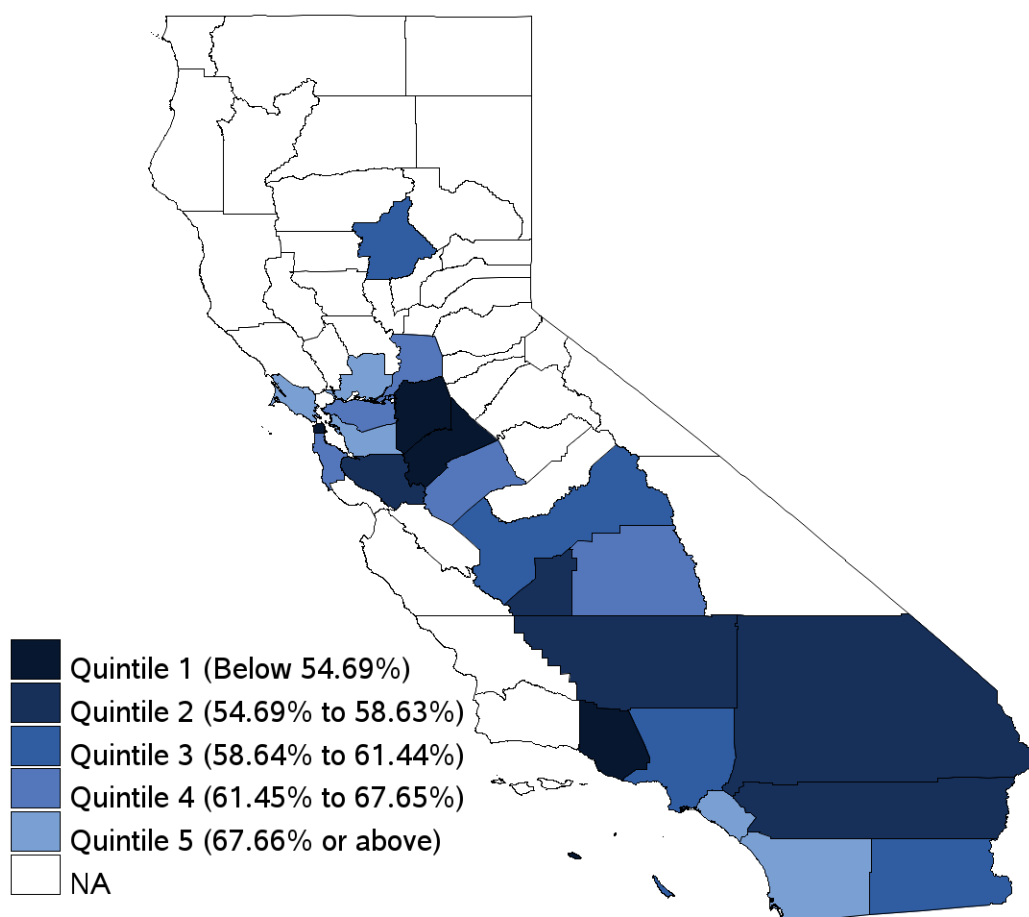 Quintile 1 (Below 54.69%)
Quintile 2 (54.69% to 58.63%)
Quintile 3 (58.64% to 61.44%)
Quintile 4 (61.45% to 67.65%)
Quintile 5 (67.66% or above)
NA